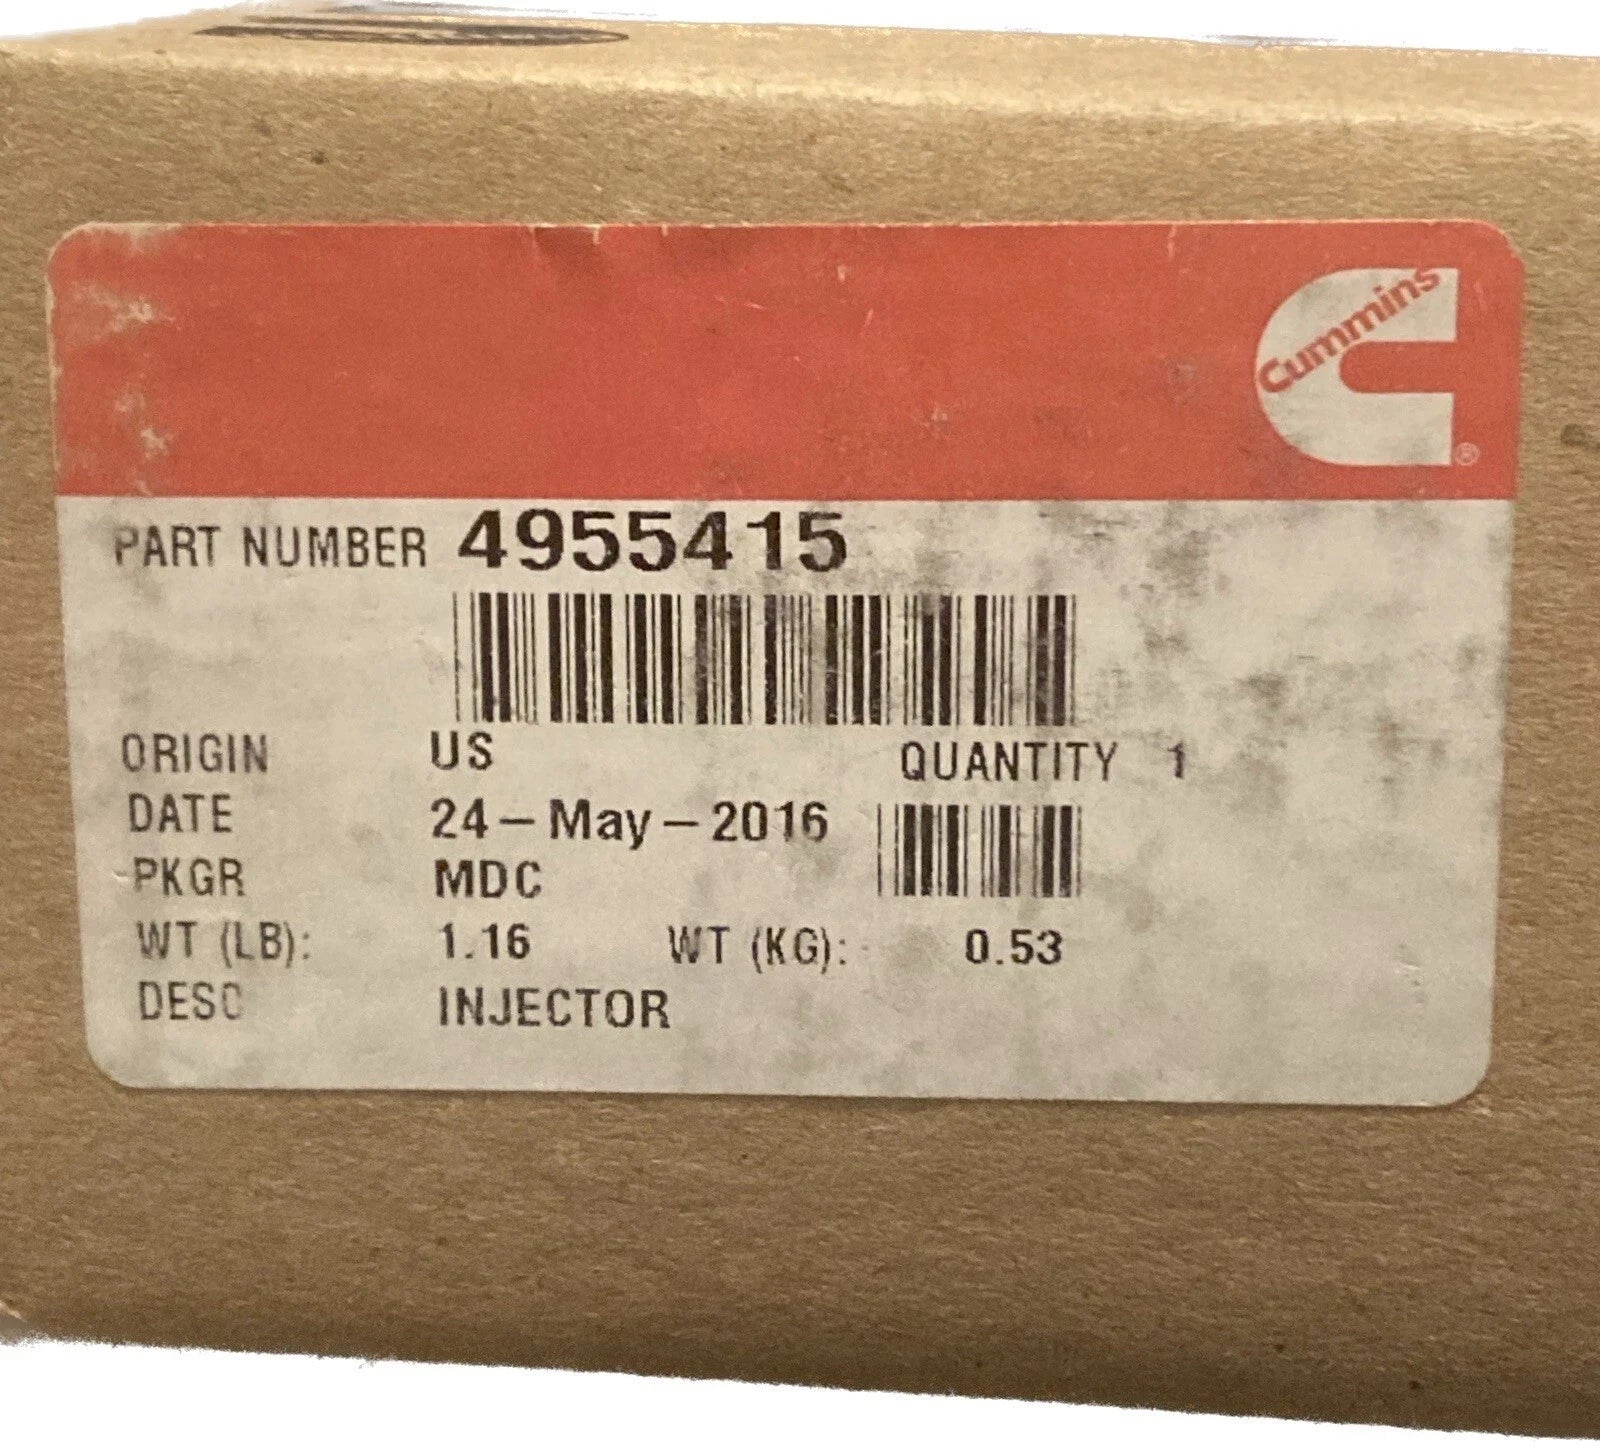 Cummins
®
PART NUMBER 4955415
ORIGIN US QUANTITY 1
DATE 24-May-2016
PKGR MDC
WT (LB): 1.16 WT (KG): 0.53
DESC INJECTOR